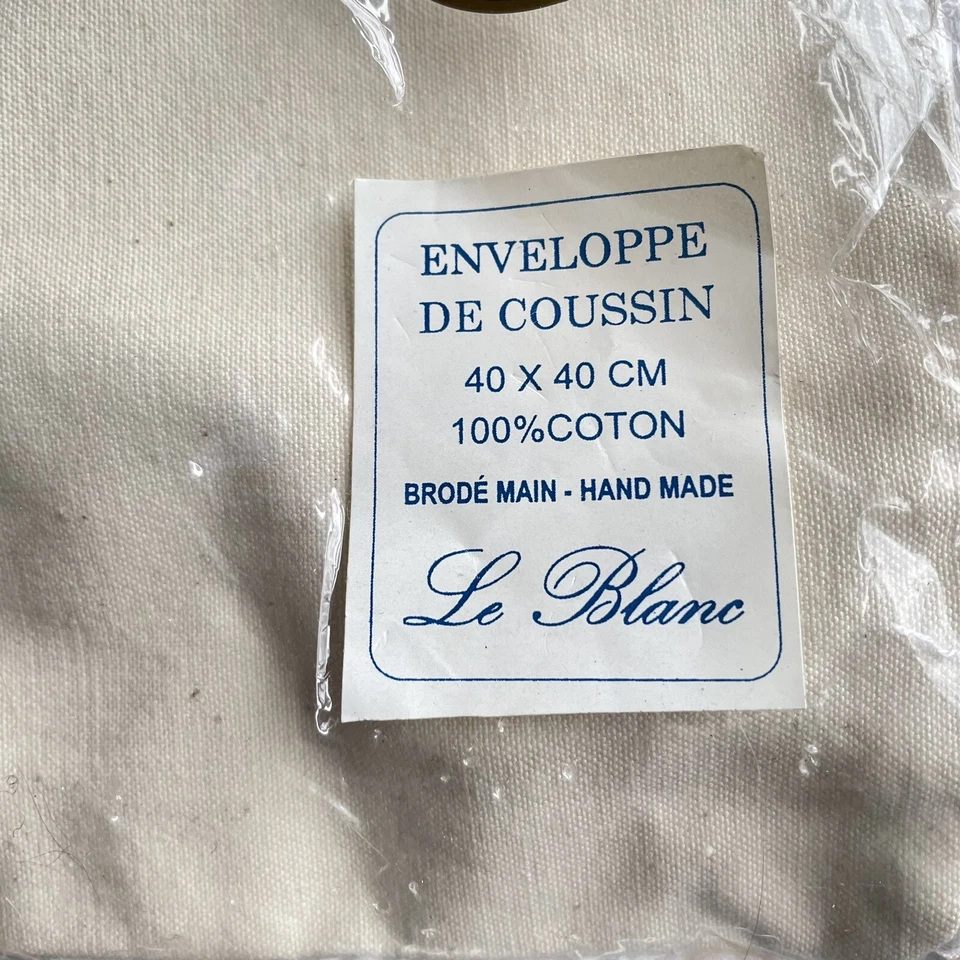 ENVELOPPE
DE COUSSIN
40 X 40 CM
100%COTON
BRODÉ MAIN - HAND MADE
Le Blanc